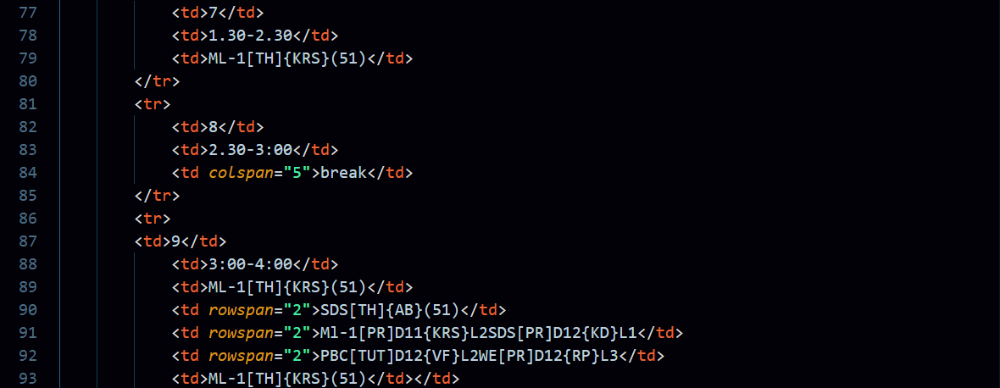 77 <td>7</td>
78 <td>1.30-2.30</td>
79 <td>ML-1[TH]{KRS}(51)</td>
80 </tr>
81 <tr>
82 <td>8</td>
83 <td>2.30-3:00</td>
84 <td colspan="5">break</td>
85 </tr>
86 <tr>
87 <td>9</td>
88 <td>3:00-4:00</td>
89 <td>ML-1[TH]{KRS}(51)</td>
90 <td rowspan="2">SDS[TH]{AB}(51)</td>
91 <td rowspan="2">Ml-1[PR]D11{KRS}L2SDS[PR]D12{KD}L1</td>
92 <td rowspan="2">PBC[TUT]D12{VF}L2WE[PR]D12{RP}L3</td>
93 <td>ML-1[TH]{KRS}(51)</td></td>